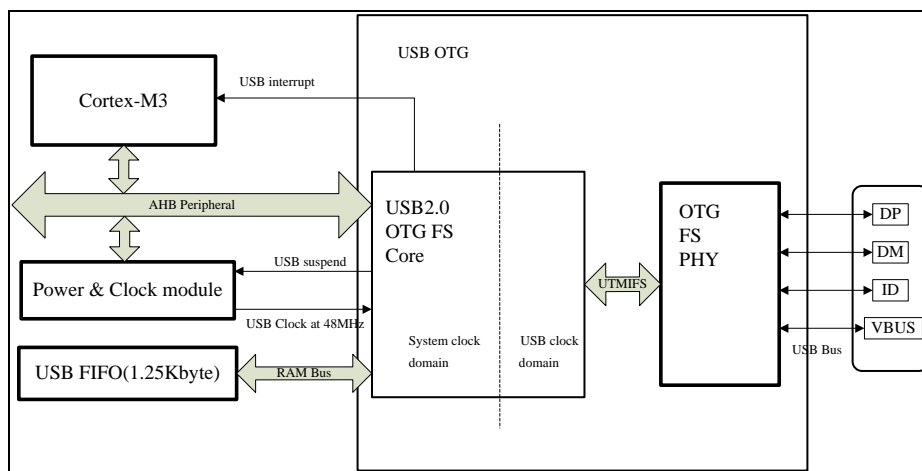 USB OTG
USB interrupt
Cortex-M3
AHB Peripheral
USB2.0
OTG FS
Core
OTG
FS
PHY
DP
DM
ID
VBUS
USB suspend
Power & Clock module
UTMIFS
USB Clock at 48MHz
System clock
domain
USB clock
domain
USB Bus
USB FIFO(1.25Kbyte)
RAM Bus